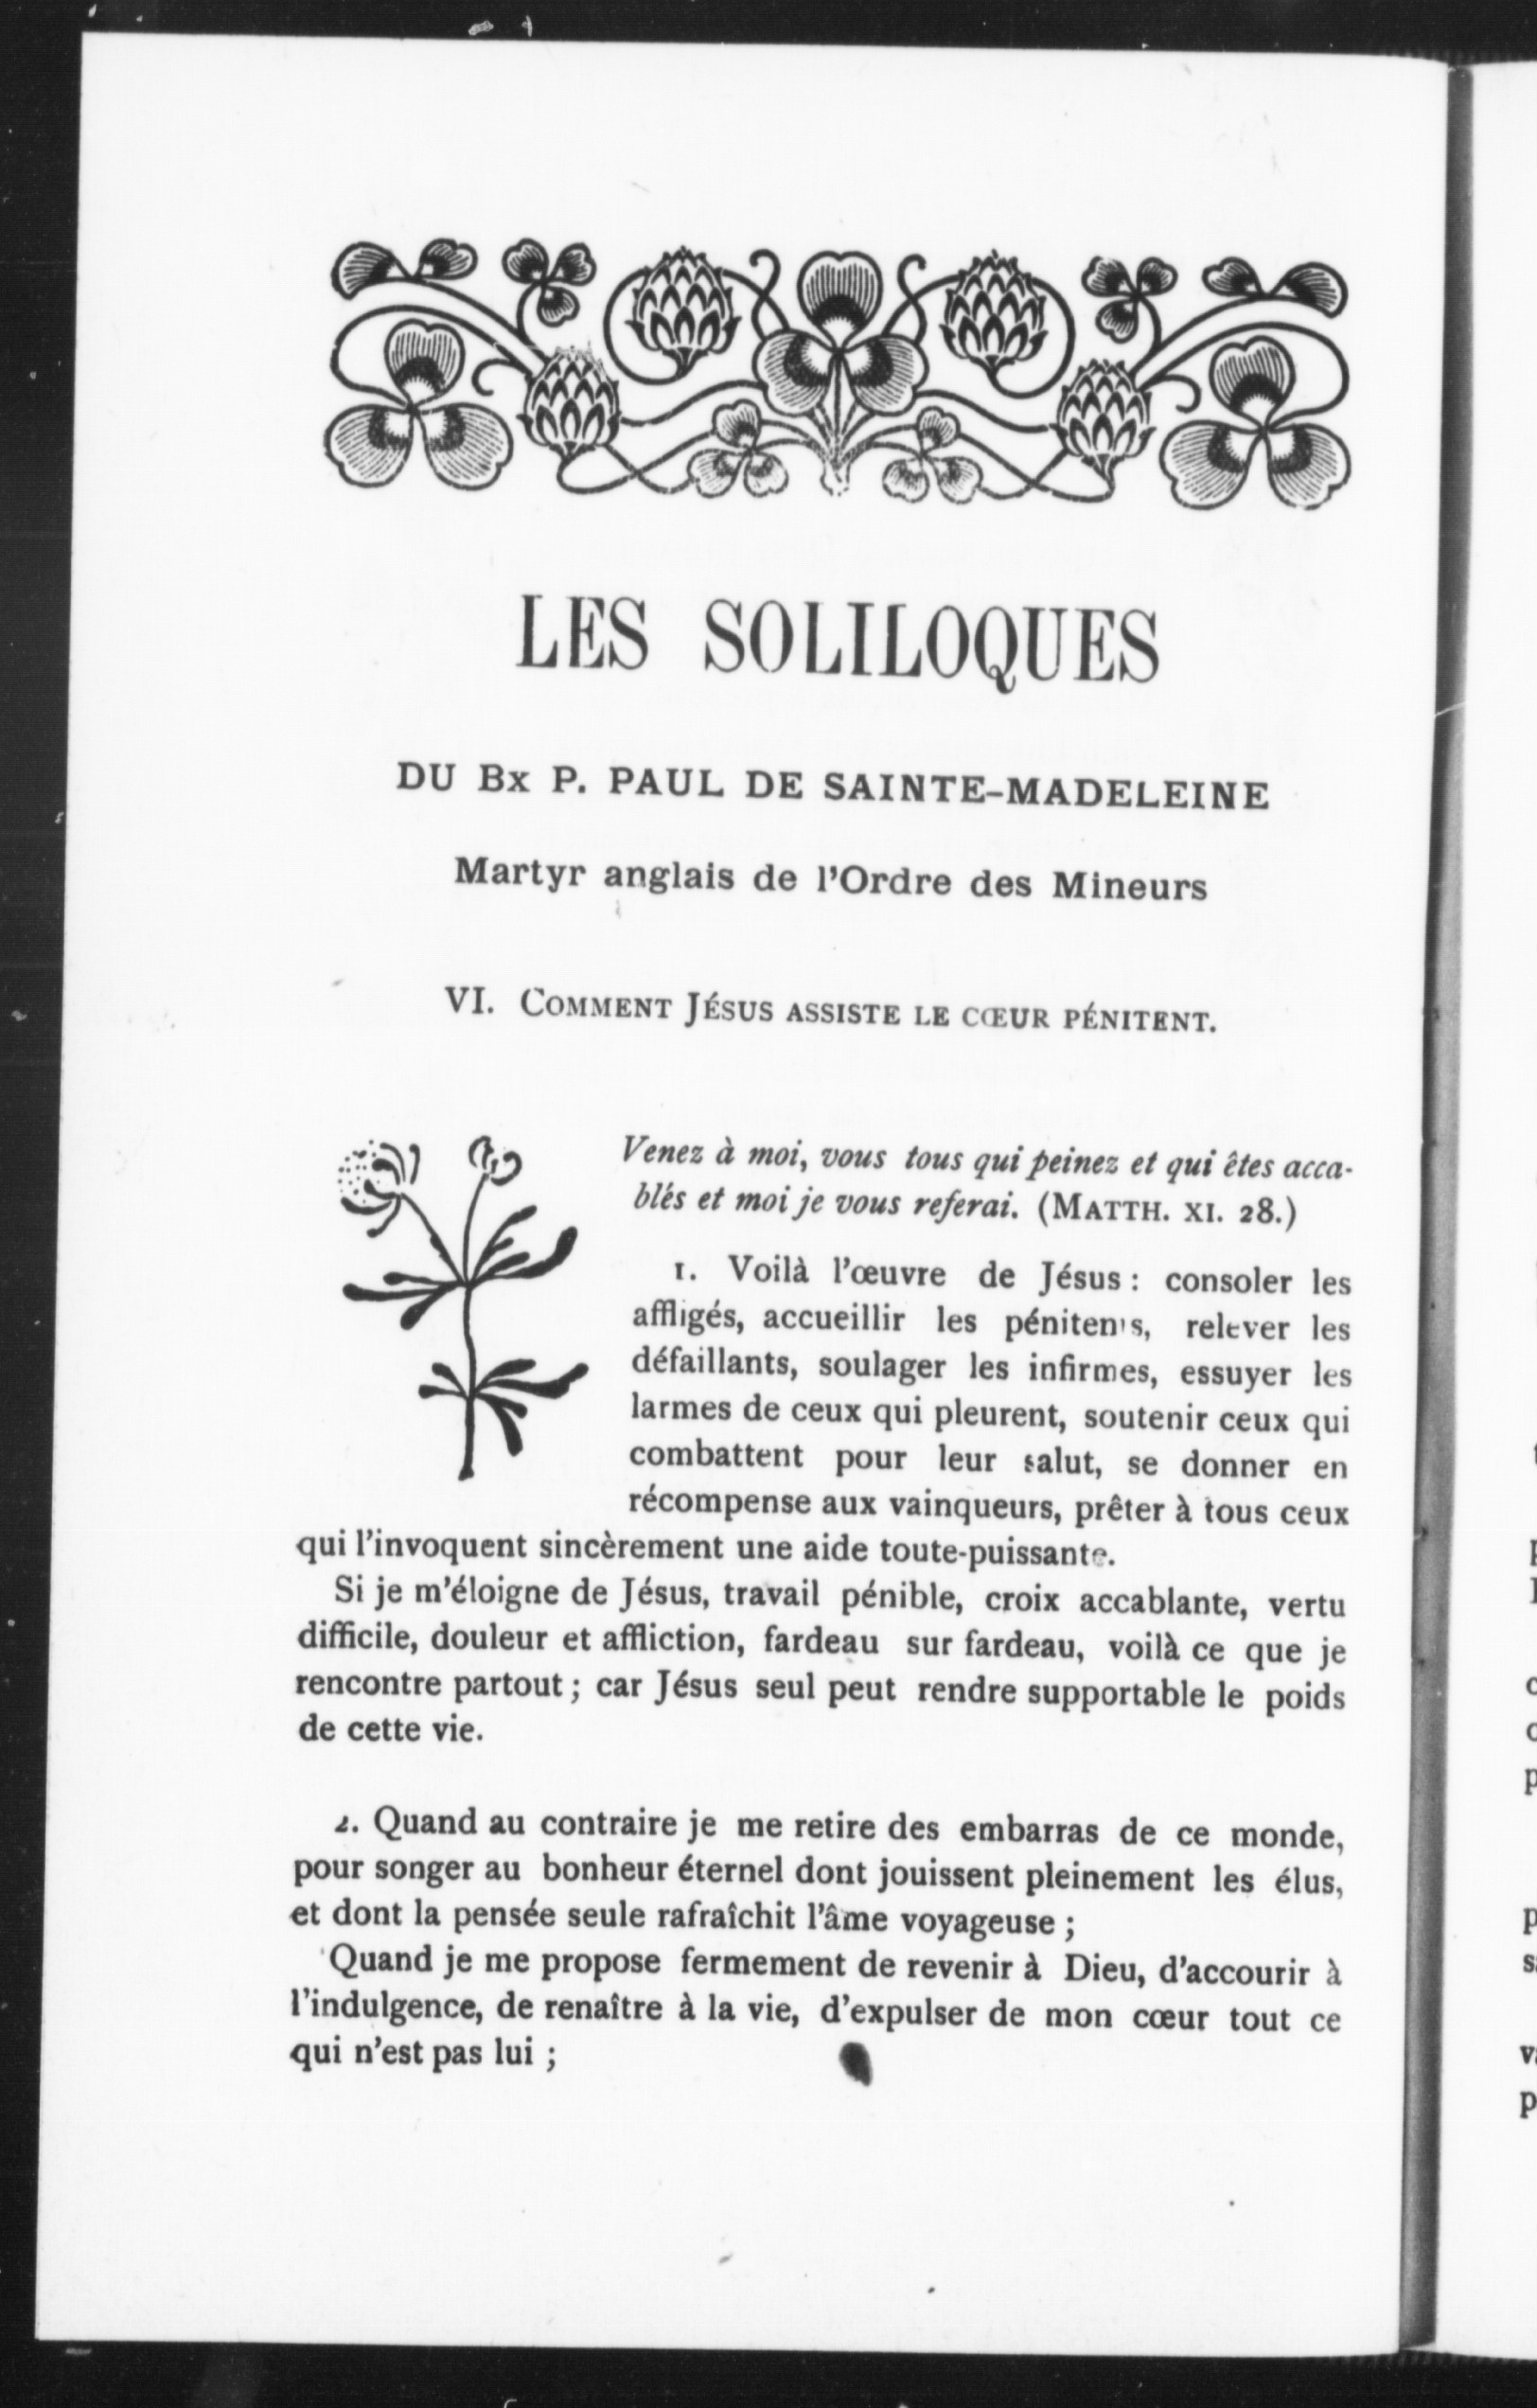 LES SOLILOQUES
DU Bx P. PAUL DE SAINTE-MADELEINE
Martyr anglais de l'Ordre des Mineurs
VI. COMMENT JÉSUS ASSISTE LE CŒUR PÉNITENT.
Venez à moi, vous tous qui peinez et qui êtes acca-
blés et moi je vous referai. (MATTH. XI. 28.)
1. Voilà l'œuvre de Jésus : consoler les
affligés, accueillir les pénitents, relever les
défaillants, soulager les infirmes, essuyer les
larmes de ceux qui pleurent, soutenir ceux qui
combattent pour leur salut, se donner en
récompense aux vainqueurs, prêter à tous ceux
qui l'invoquent sincèrement une aide toute-puissante.
Si je m'éloigne de Jésus, travail pénible, croix accablante, vertu
difficile, douleur et affliction, fardeau sur fardeau, voilà ce que je
rencontre partout ; car Jésus seul peut rendre supportable le poids
de cette vie.
2. Quand au contraire je me retire des embarras de ce monde,
pour songer au bonheur éternel dont jouissent pleinement les élus,
et dont la pensée seule rafraîchit l'âme voyageuse ;
Quand je me propose fermement de revenir à Dieu, d'accourir à
l'indulgence, de renaître à la vie, d'expulser de mon cœur tout ce
qui n'est pas lui ;